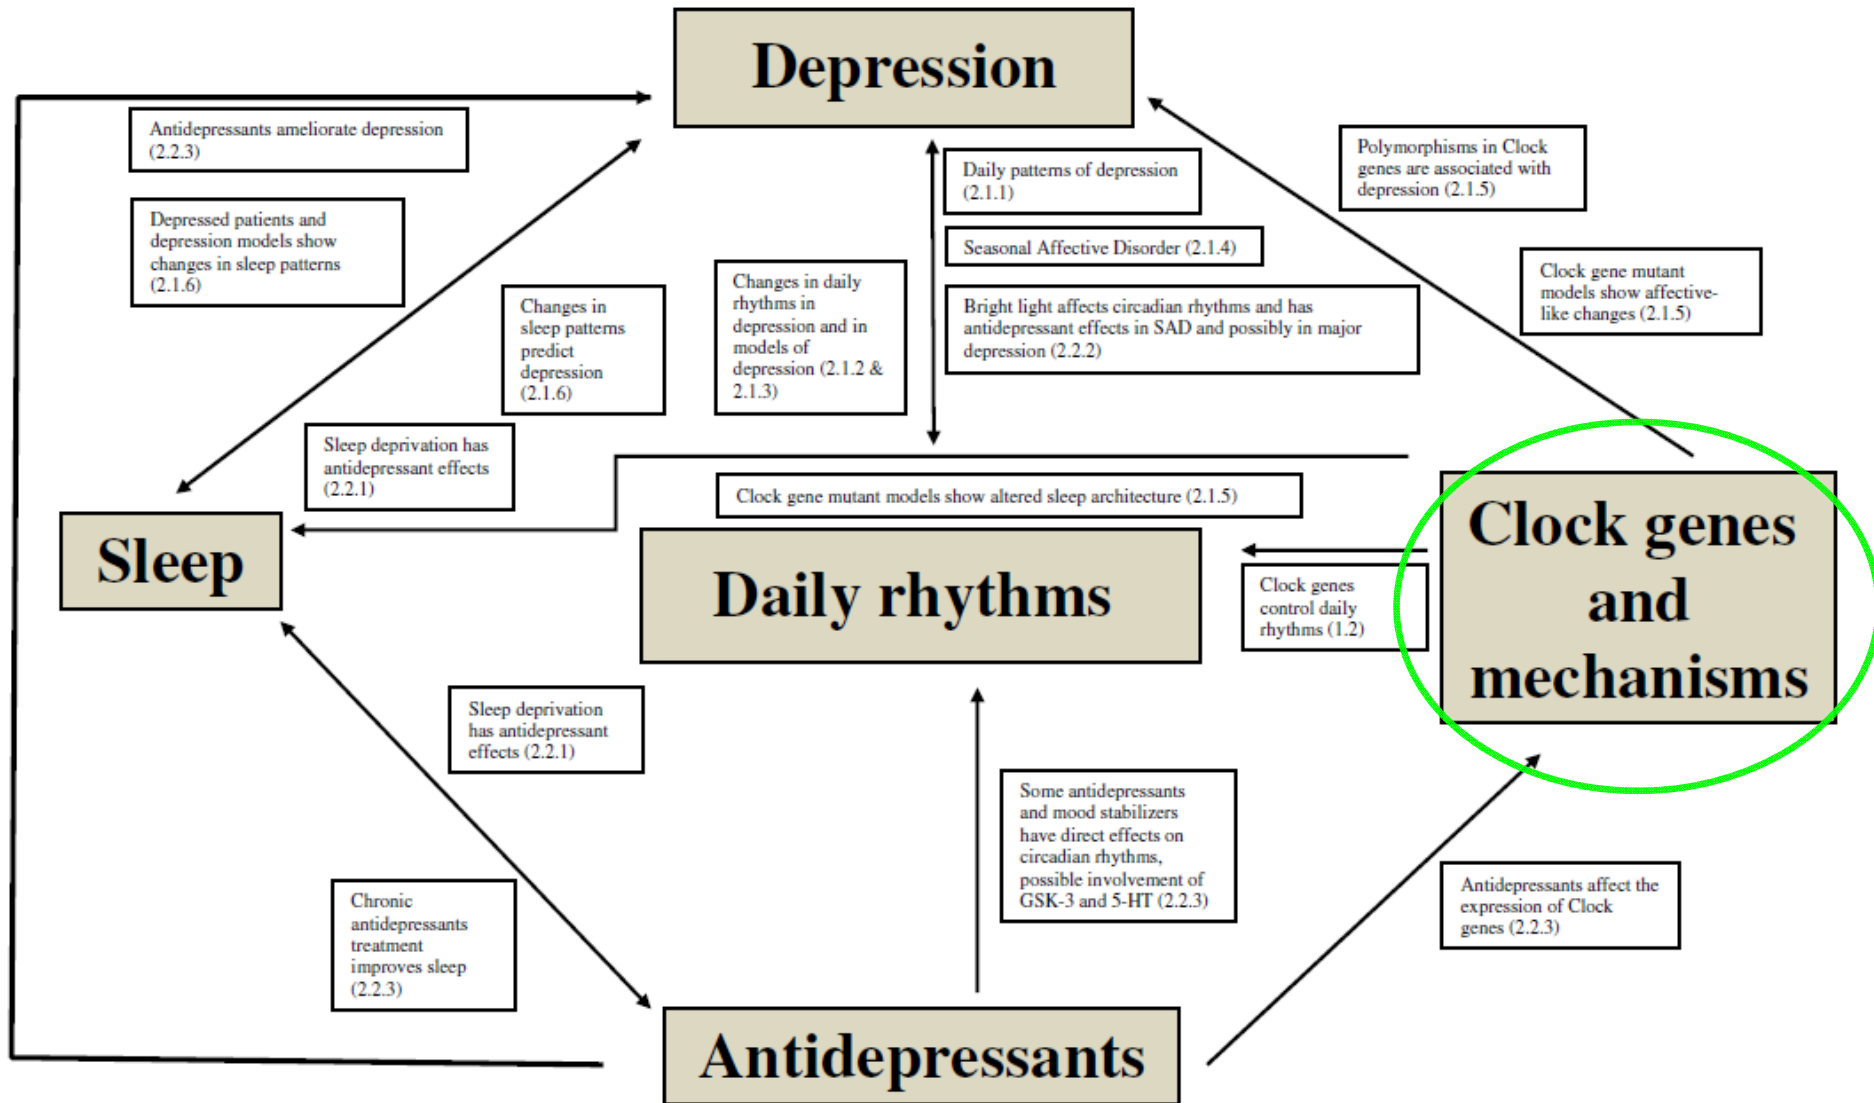 Depression
Antidepressants ameliorate depression
(2.2.3)
Depressed patients and
depression models show
changes in sleep patterns
(2.1.6)
Changes in
sleep patterns
predict
depression
(2.1.6)
Sleep deprivation has
antidepressant effects
(2.2.1)
Changes in daily
rhythms in
depression and in
models of
depression (2.1.2 &
2.1.3)
Daily patterns of depression
(2.1.1)
Seasonal Affective Disorder (2.1.4)
Bright light affects circadian rhythms and has
antidepressant effects in SAD and possibly in major
depression (2.2.2)
Polymorphisms in Clock
genes are associated with
depression (2.1.5)
Clock gene mutant
models show affective-
like changes (2.1.5)
Clock gene mutant models show altered sleep architecture (2.1.5)
Sleep
Daily rhythms
Clock genes
control daily
rhythms (1.2)
Clock genes
and
mechanisms
Sleep deprivation
has antidepressant
effects (2.2.1)
Chronic
antidepressants
treatment
improves sleep
(2.2.3)
Some antidepressants
and mood stabilizers
have direct effects on
circadian rhythms,
possible involvement of
GSK-3 and 5-HT (2.2.3)
Antidepressants affect the
expression of Clock
genes (2.2.3)
Antidepressants